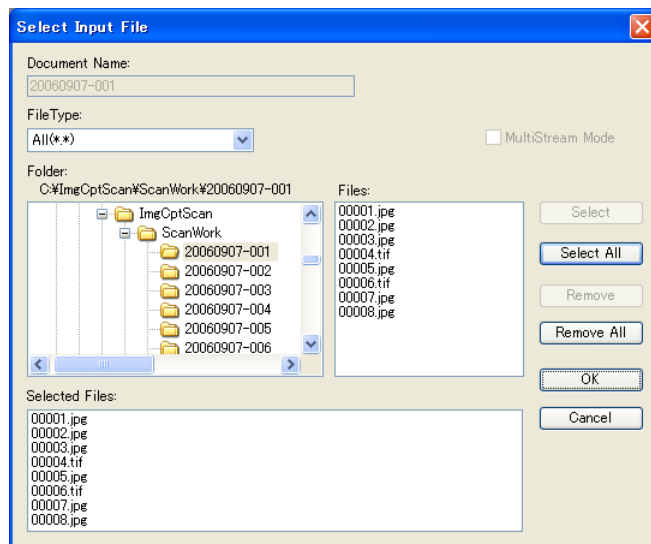 Select Input File
Document Name:
20060907-001
FileType:
All(*.*)
MultiStream Mode
Folder:
C:¥ImgCptScan¥ScanWork¥20060907-001
ImgCptScan
ScanWork
20060907-001
20060907-002
20060907-003
20060907-004
20060907-005
20060907-006
Files:
00001.jpg
00002.jpg
00003.jpg
00004.tif
00005.jpg
00006.tif
00007.jpg
00008.jpg
Select
Select All
Remove
Remove All
OK
Cancel
Selected Files:
00001.jpg
00002.jpg
00003.jpg
00004.tif
00005.jpg
00006.tif
00007.jpg
00008.jpg